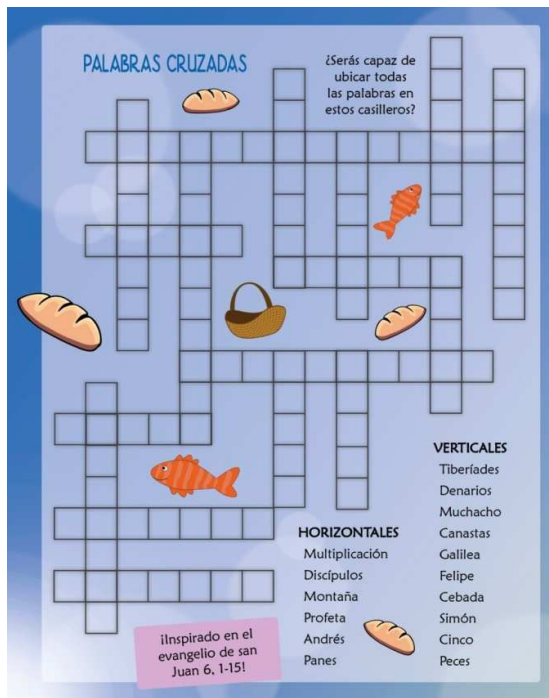 PALABRAS CRUZADAS
¿Serás capaz de
ubicar todas
las palabras en
estos casilleros?
HORIZONTALES
Multiplicación
Discípulos
Montaña
Profeta
Andrés
Panes
VERTICALES
Tiberíades
Denarios
Muchacho
Canastas
Galilea
Felipe
Cebada
Simón
Cinco
Peces
¡Inspirado en el
evangelio de san
Juan 6, 1-15!